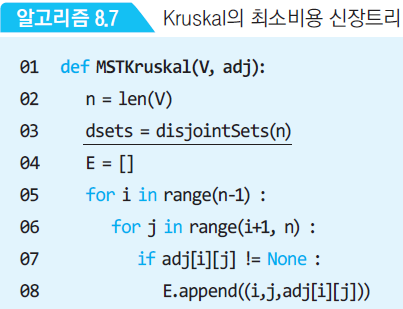 알고리즘 8.7 Kruskal의 최소비용 신장트리
01 def MSTKruskal(V, adj):
02 n = len(V)
03 dsets = disjointSets(n)
04 E = []
05 for i in range(n-1) :
06 for j in range(i+1, n) :
07 if adj[i][j] != None :
08 E.append((i,j,adj[i][j]))